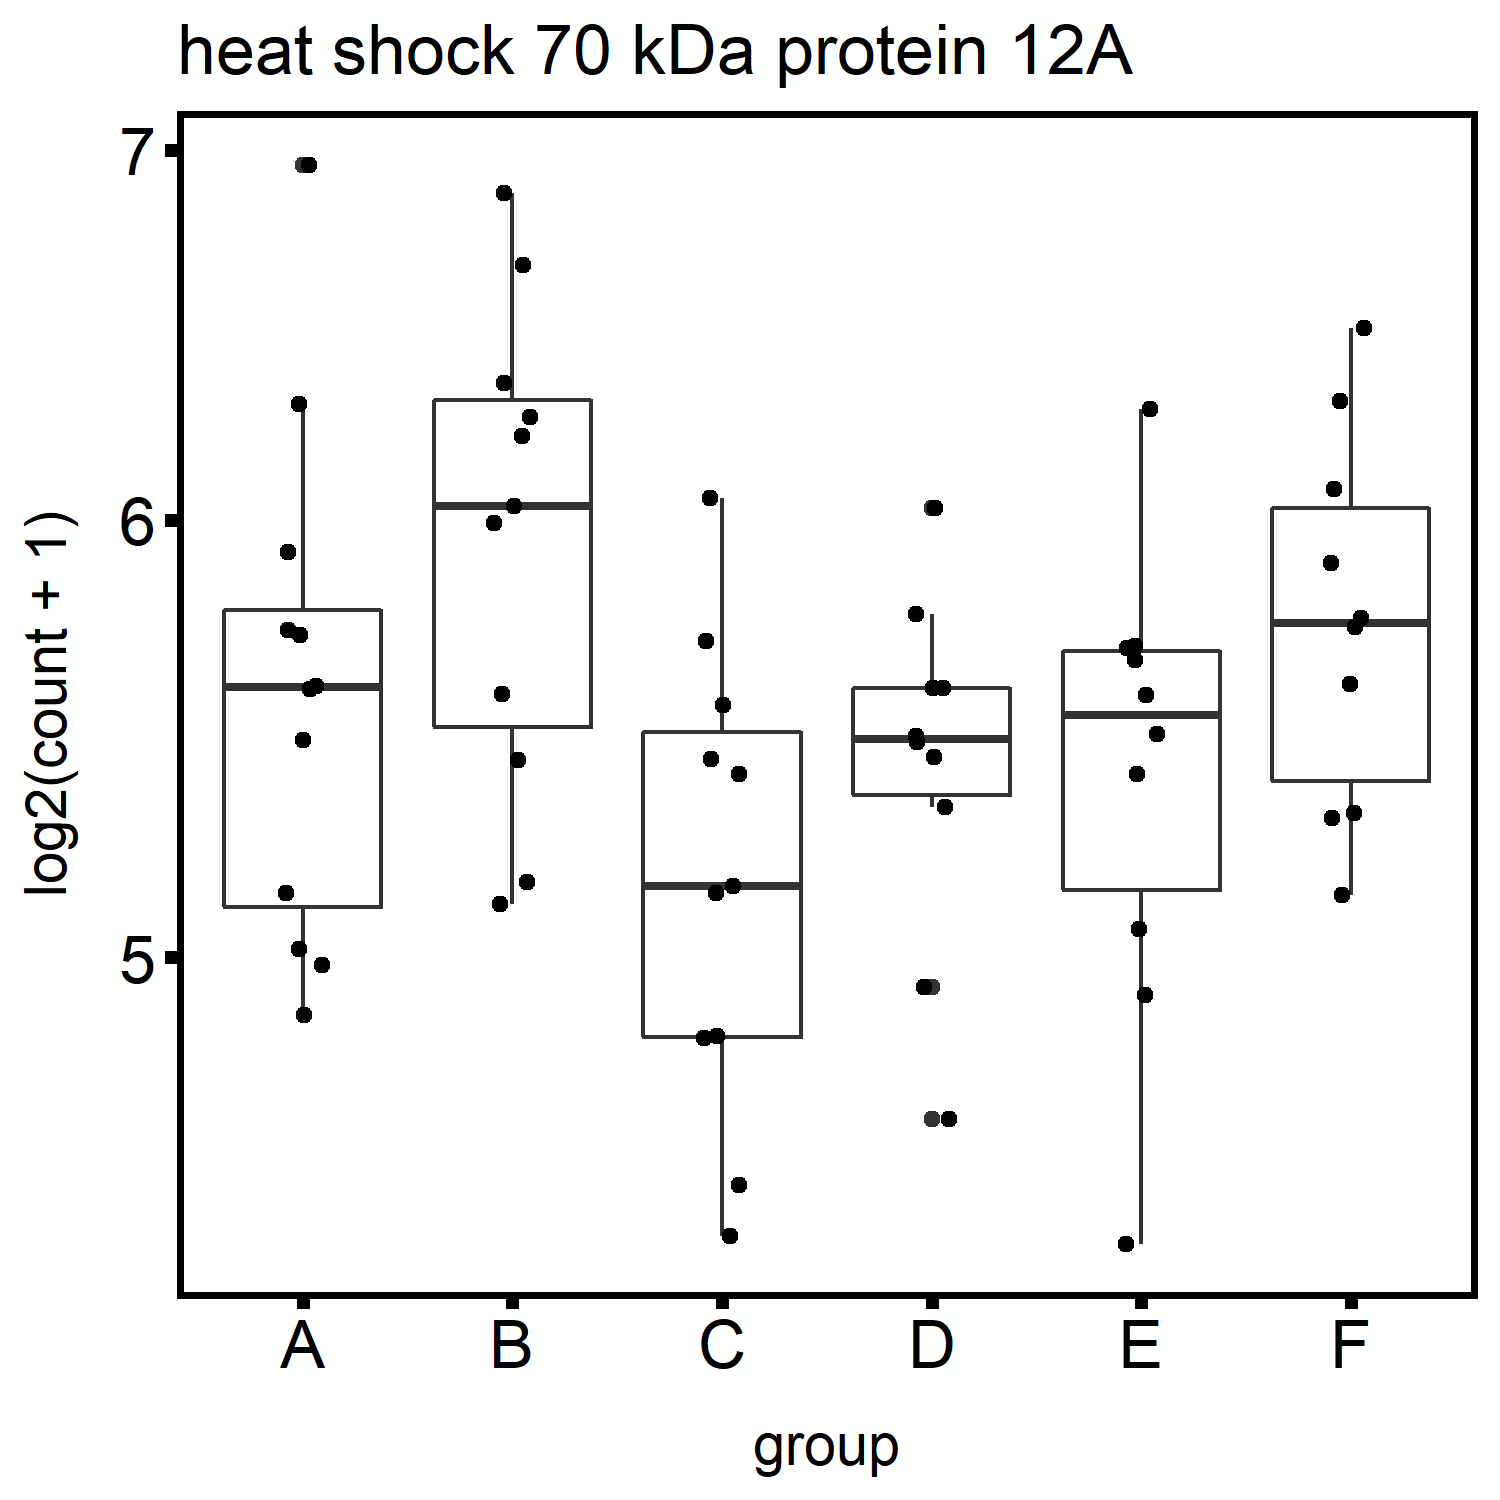 heat shock 70 kDa protein 12A
7
6
5
log2(count + 1)
A B C D E F
group